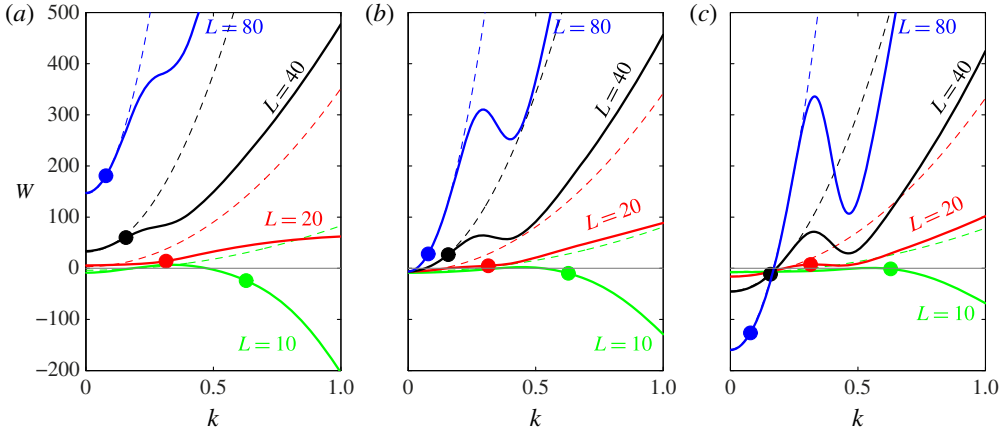 (a) (b) (c)
500 L = 80 L = 80 L = 80
400 L = 40 L = 40 L = 40
300
200
W
100 L = 20 L = 20 L = 20
0
−100 L = 10 L = 10 L = 10
−200
0 0.5 1.0 0 0.5 1.0 0 0.5 1.0
k k k